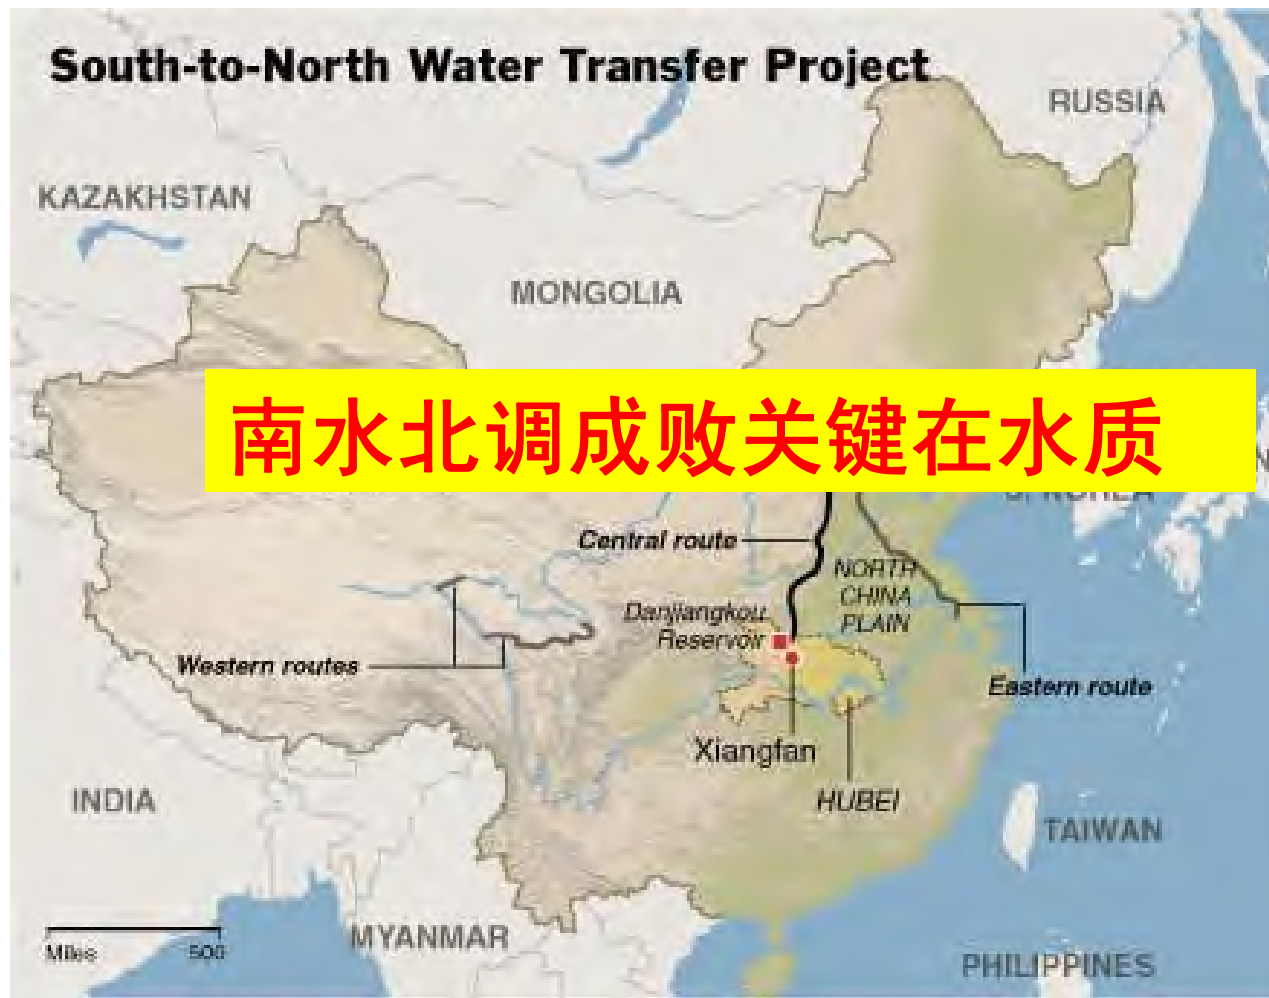 South-to-North Water Transfer Project
RUSSIA
KAZAKHSTAN
MONGOLIA
南水北调成败关键在水质
Central route
NORTH
CHINA
PLAIN
Danjiangkou
Reservoir
Western routes
Eastern route
Xiangfan
HUBEI
INDIA
TAIWAN
MYANMAR
Miles 500
PHILIPPINES